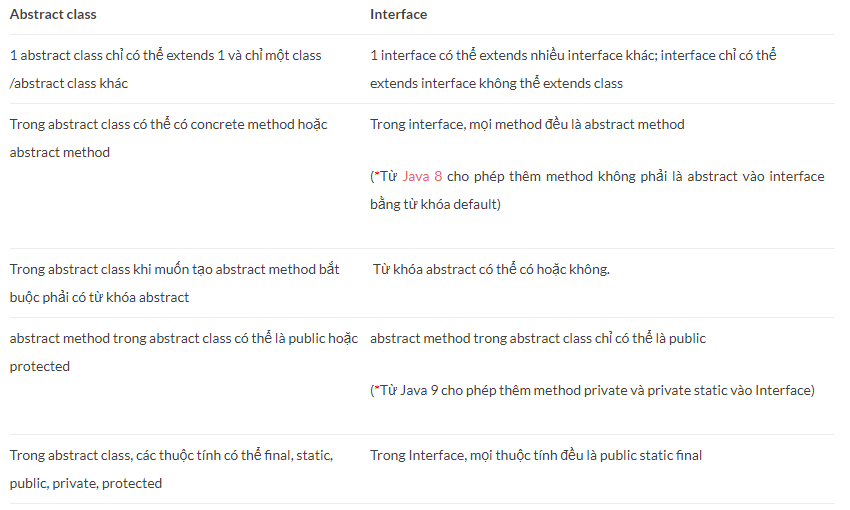 Abstract class
Interface
1 abstract class chỉ có thể extends 1 và chỉ một class
/abstract class khác
1 interface có thể extends nhiều interface khác; interface chỉ có thể
extends interface không thể extends class
Trong abstract class có thể có concrete method hoặc
abstract method
Trong interface, mọi method đều là abstract method
(*Từ Java 8 cho phép thêm method không phải là abstract vào interface
bằng từ khóa default)
Trong abstract class khi muốn tạo abstract method bắt
buộc phải có từ khóa abstract
Từ khóa abstract có thể có hoặc không.
abstract method trong abstract class có thể là public hoặc
protected
abstract method trong abstract class chỉ có thể là public
(*Từ Java 9 cho phép thêm method private và private static vào Interface)
Trong abstract class, các thuộc tính có thể final, static,
public, private, protected
Trong Interface, mọi thuộc tính đều là public static final